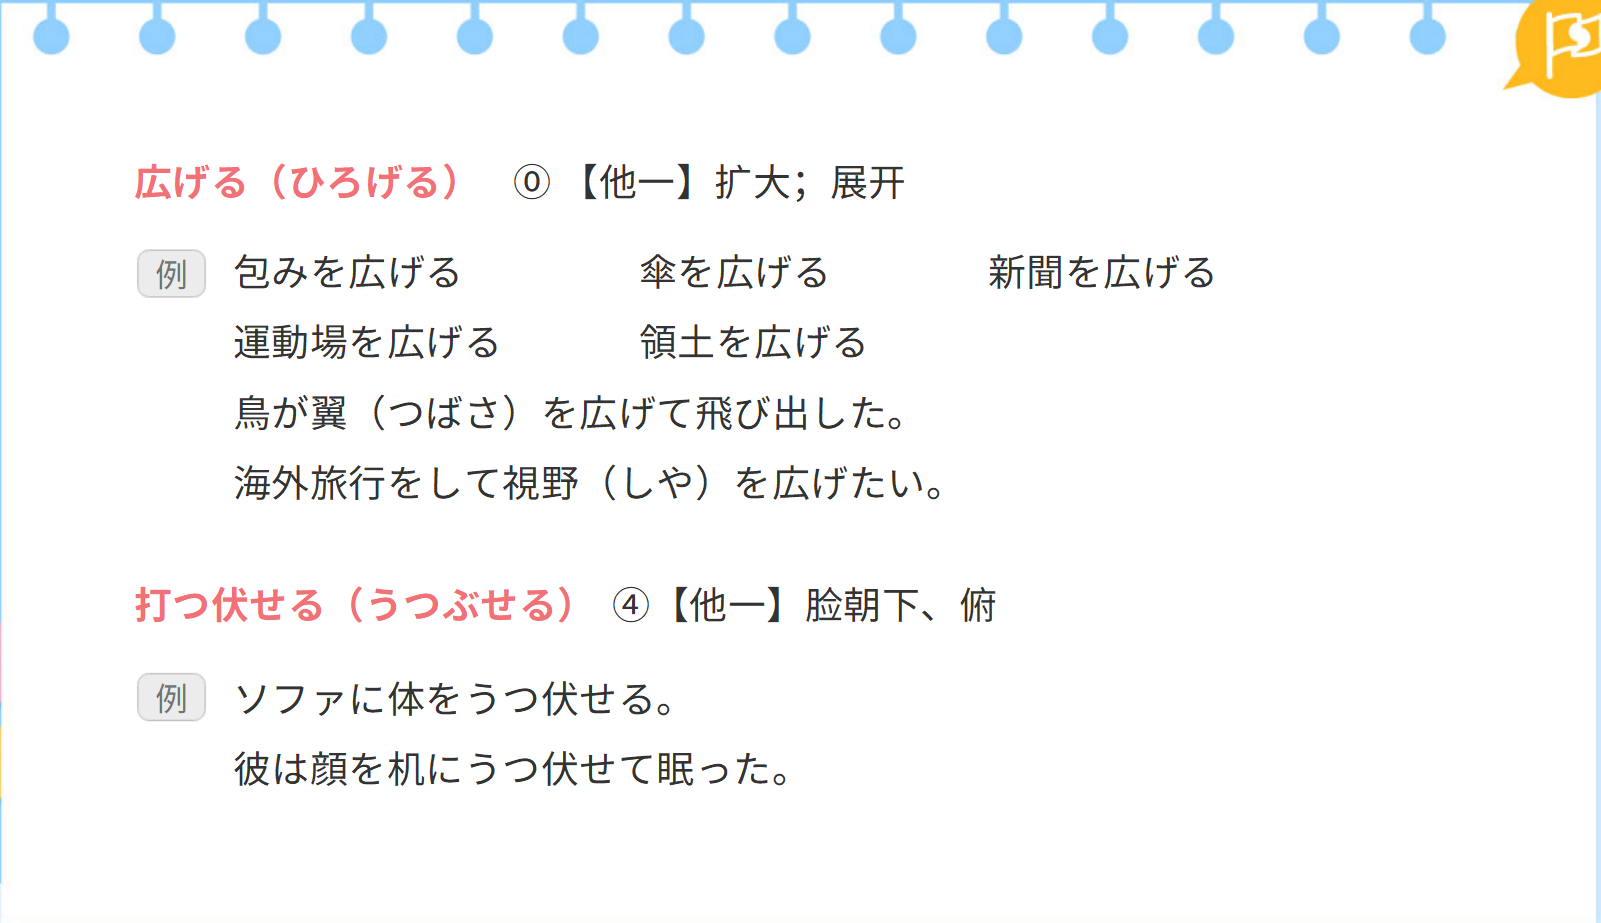 広げる（ひろげる） ⓪ 【他一】扩大；展开
例 包みを広げる 傘を広げる 新聞を広げる
運動場を広げる 領土を広げる
鳥が翼（つばさ）を広げて飛び出した。
海外旅行をして視野（しや）を広げたい。
打つ伏せる（うつぶせる） ④【他一】脸朝下、俯
例 ソファに体をうつ伏せる。
彼は顔を机にうつ伏せて眠った。